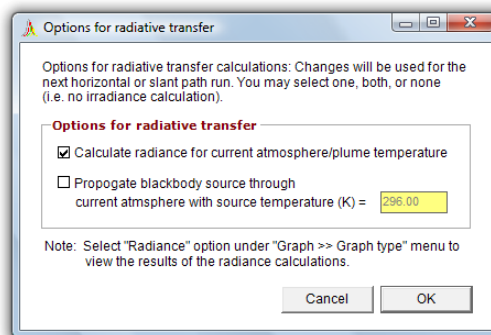 Options for radiative transfer
Options for radiative transfer calculations: Changes will be used for the
next horizontal or slant path run. You may select one, both, or none
(i.e. no irradiance calculation).
Options for radiative transfer
Calculate radiance for current atmosphere/plume temperature
Propogate blackbody source through
current atmsphere with source temperature (K) = 296.00
Note: Select "Radiance" option under "Graph >> Graph type" menu to
view the results of the radiance calculations.
Cancel OK